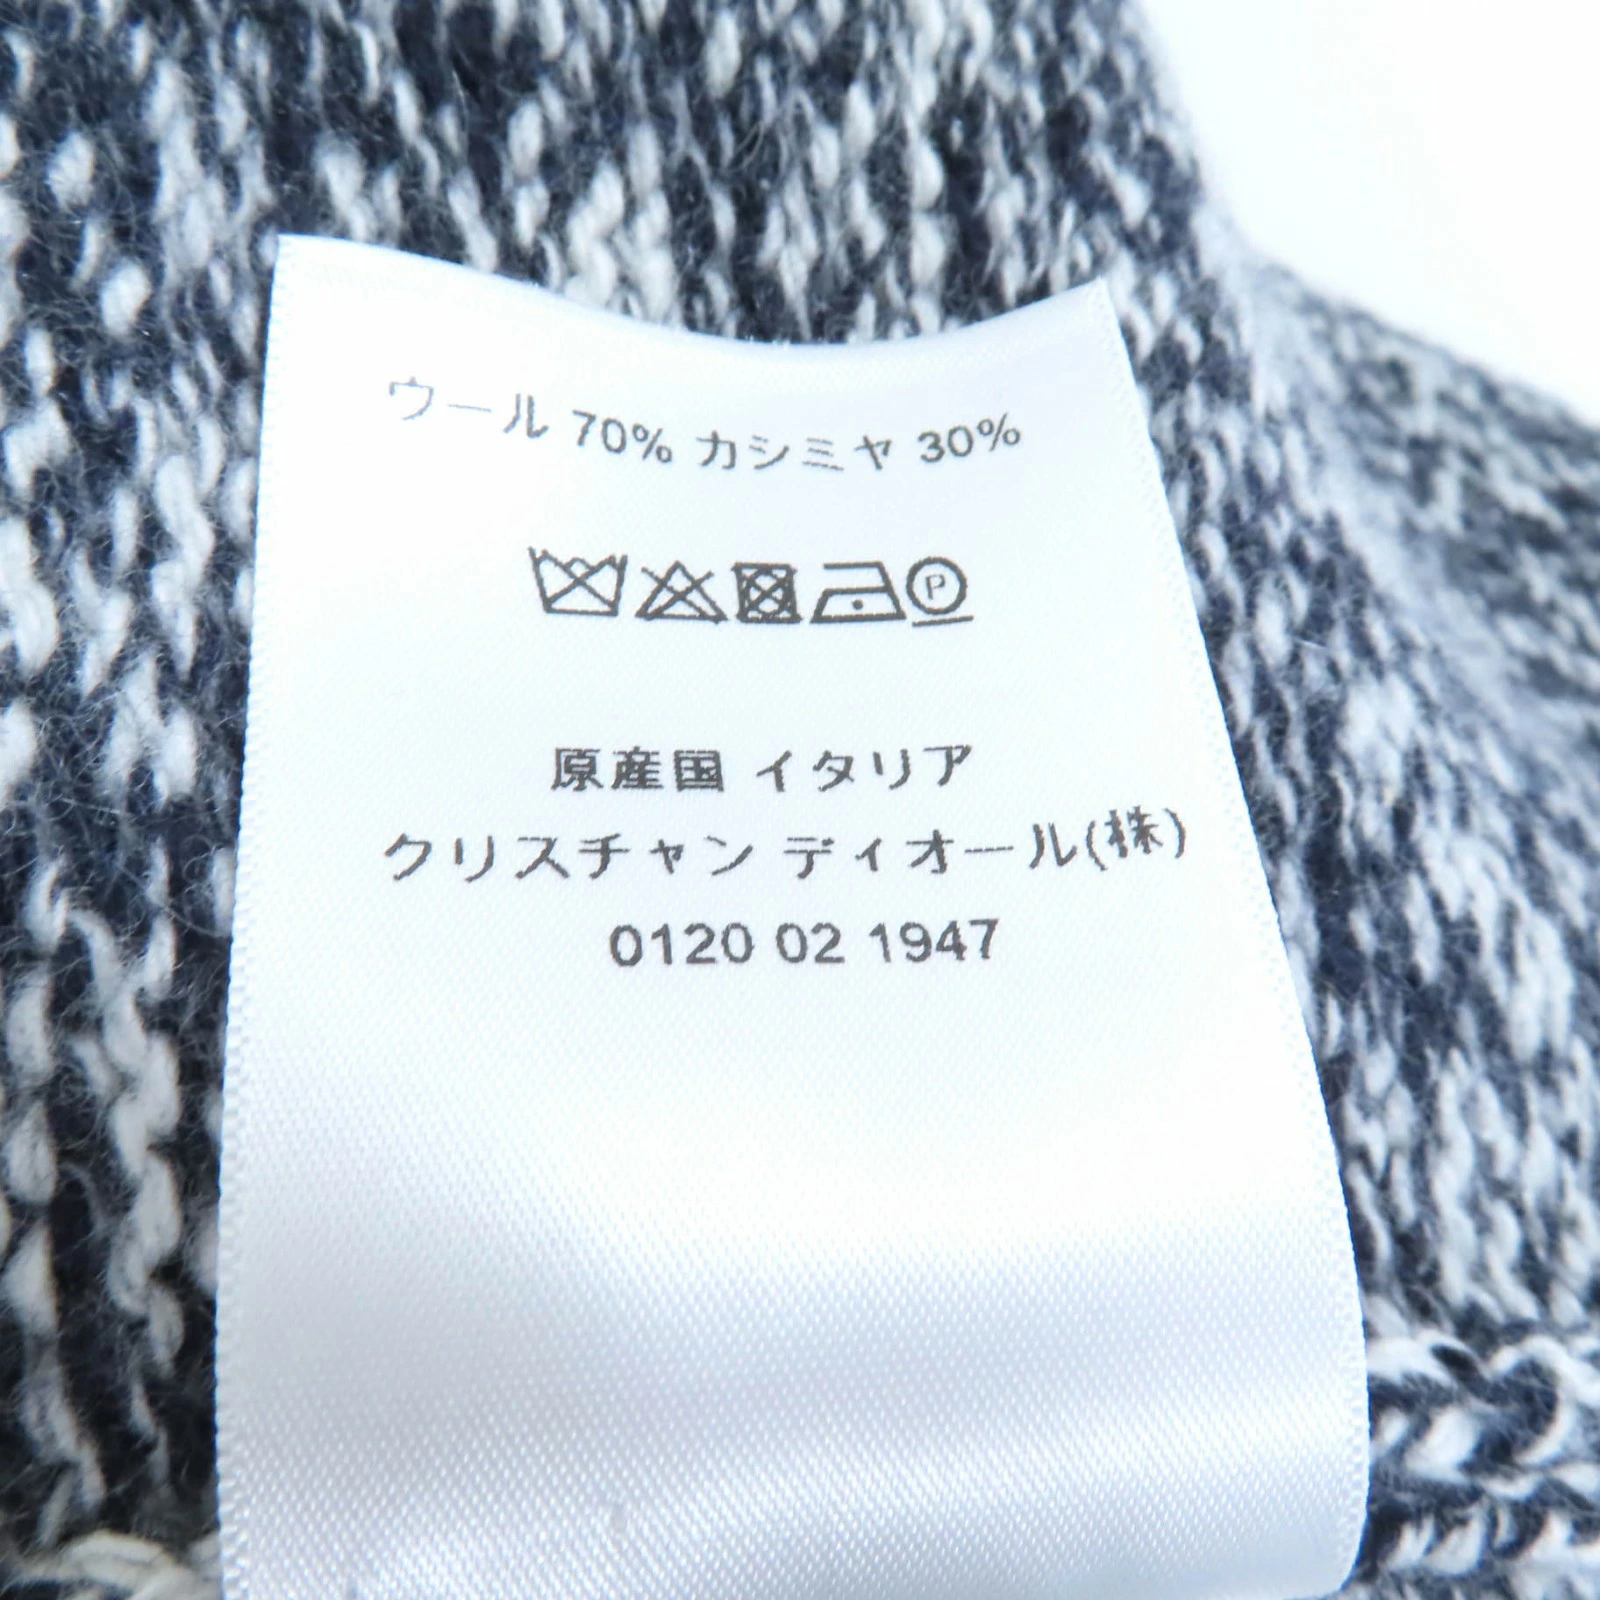 ウール 70% カシミヤ 30%
P
原産国 イタリア
クリスチャン ディオール(株)
0120 02 1947